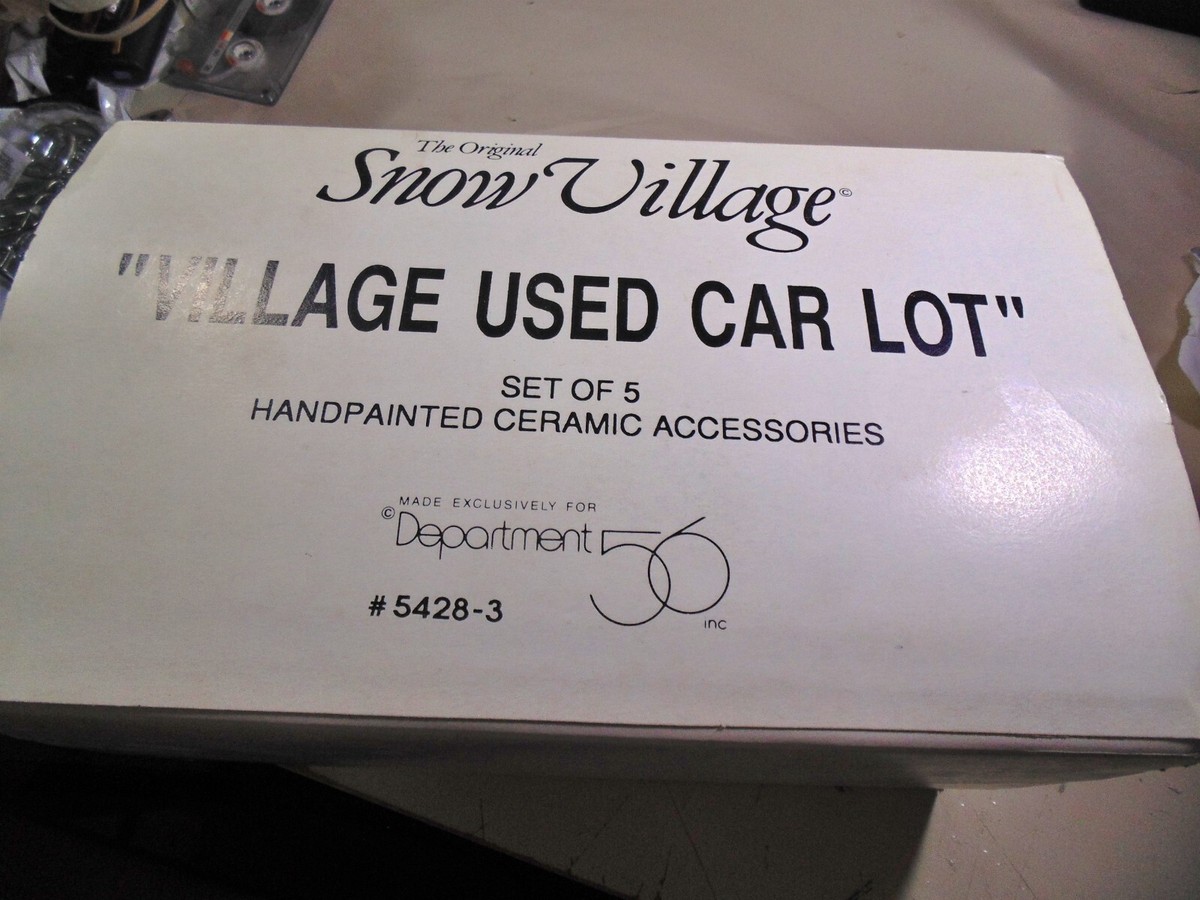 The Original
Snow Village©
"VILLAGE USED CAR LOT"
SET OF 5
HANDPAINTED CERAMIC ACCESSORIES
MADE EXCLUSIVELY FOR
©Department 56
inc
#5428-3